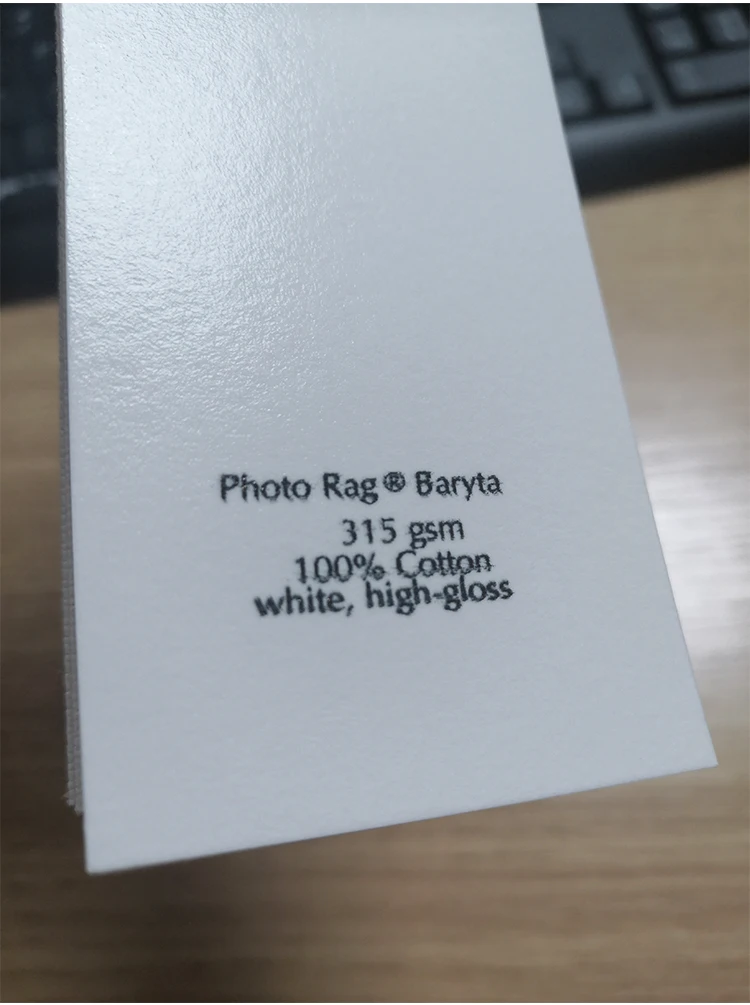 Photo Rag® Baryta
315 gsm
100% Cotton
white, high-gloss